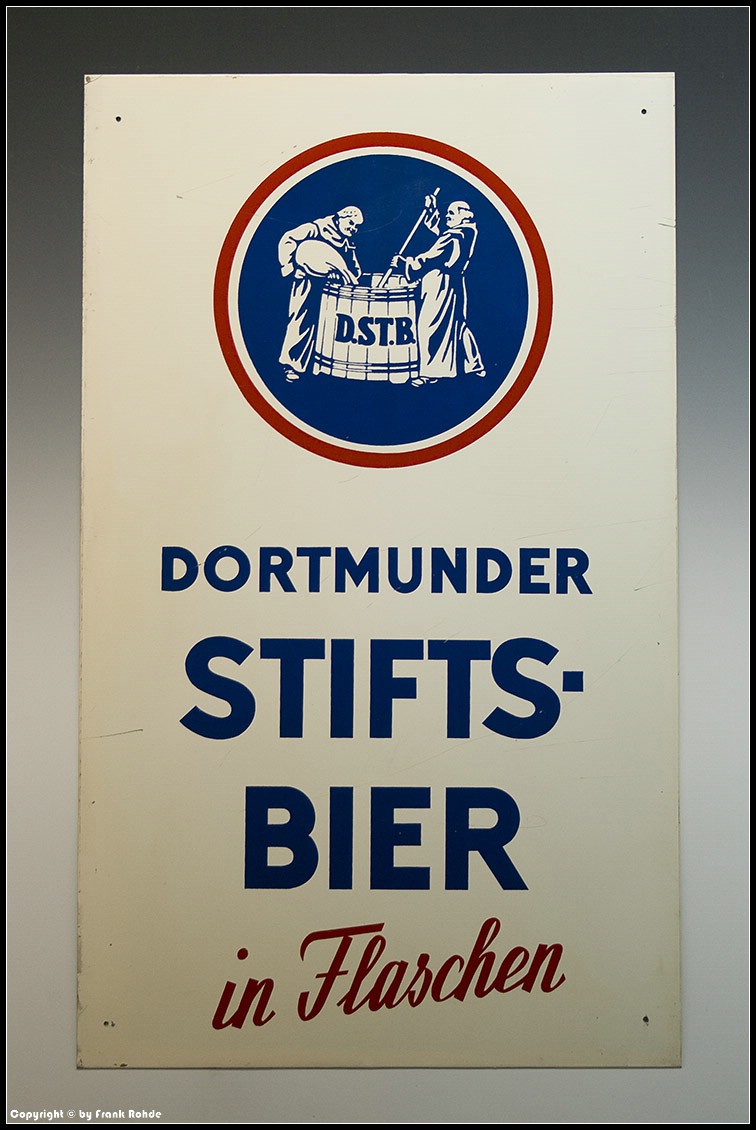 D.ST.B.
DORTMUNDER
STIFTS-
BIER
in Flaschen
Copyright © by Frank Rohde